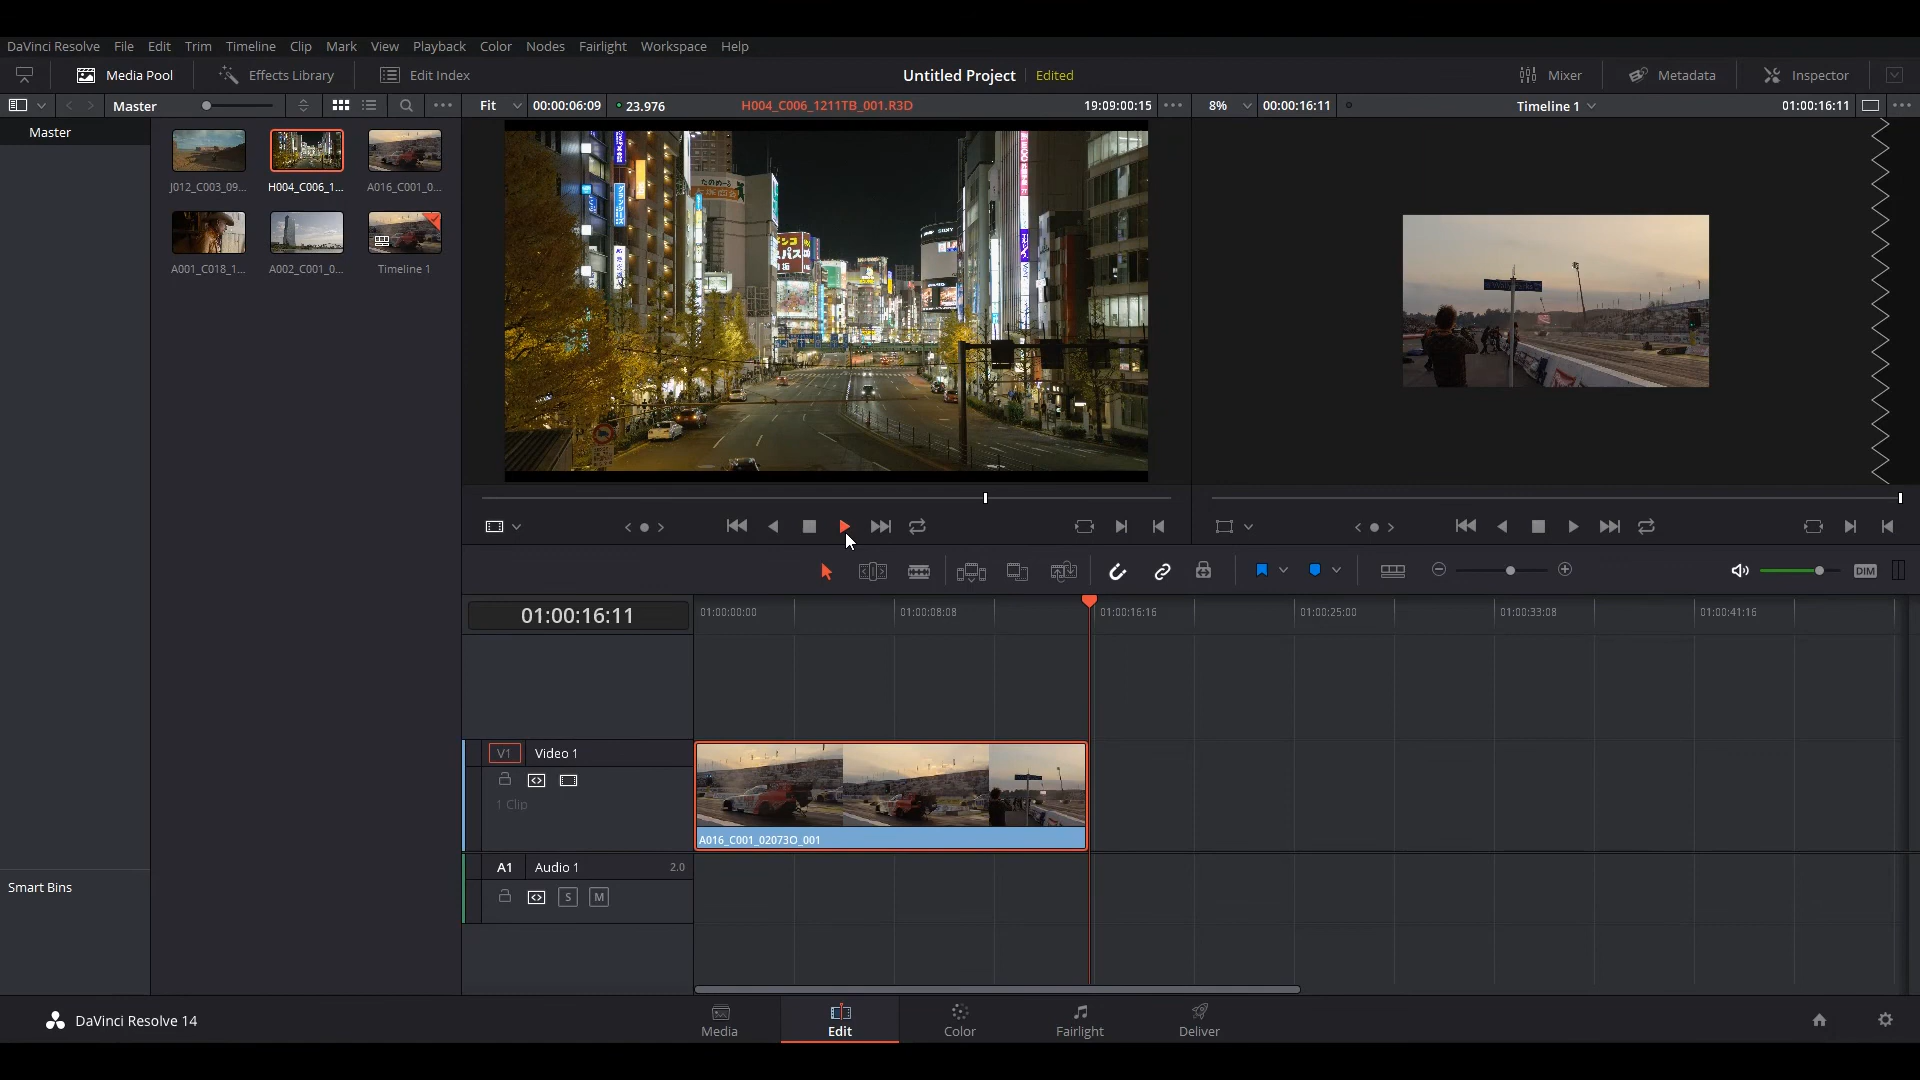 DaVinci Resolve File Edit Trim Timeline Clip Mark View Playback Color Nodes Fairlight Workspace Help
Media Pool Effects Library Edit Index Untitled Project Edited Mixer Metadata Inspector
Master Fit 00:00:06:09 23.976 H004_C006_1211TB_001.R3D 19:09:00:15 8% 00:00:16:11 Timeline 1 01:00:16:11
Master
J012_C003_09... H004_C006_1... A016_C001_0...
A001_C018_1... A002_C001_0... Timeline 1
DIM
01:00:16:11 01:00:00:00 01:00:08:08 01:00:16:16 01:00:25:00 01:00:33:08 01:00:41:16
V1 Video 1
1 Clip
A016_C001_02073O_001
A1 Audio 1 2.0
S M
Smart Bins
DaVinci Resolve 14
Media Edit Color Fairlight Deliver